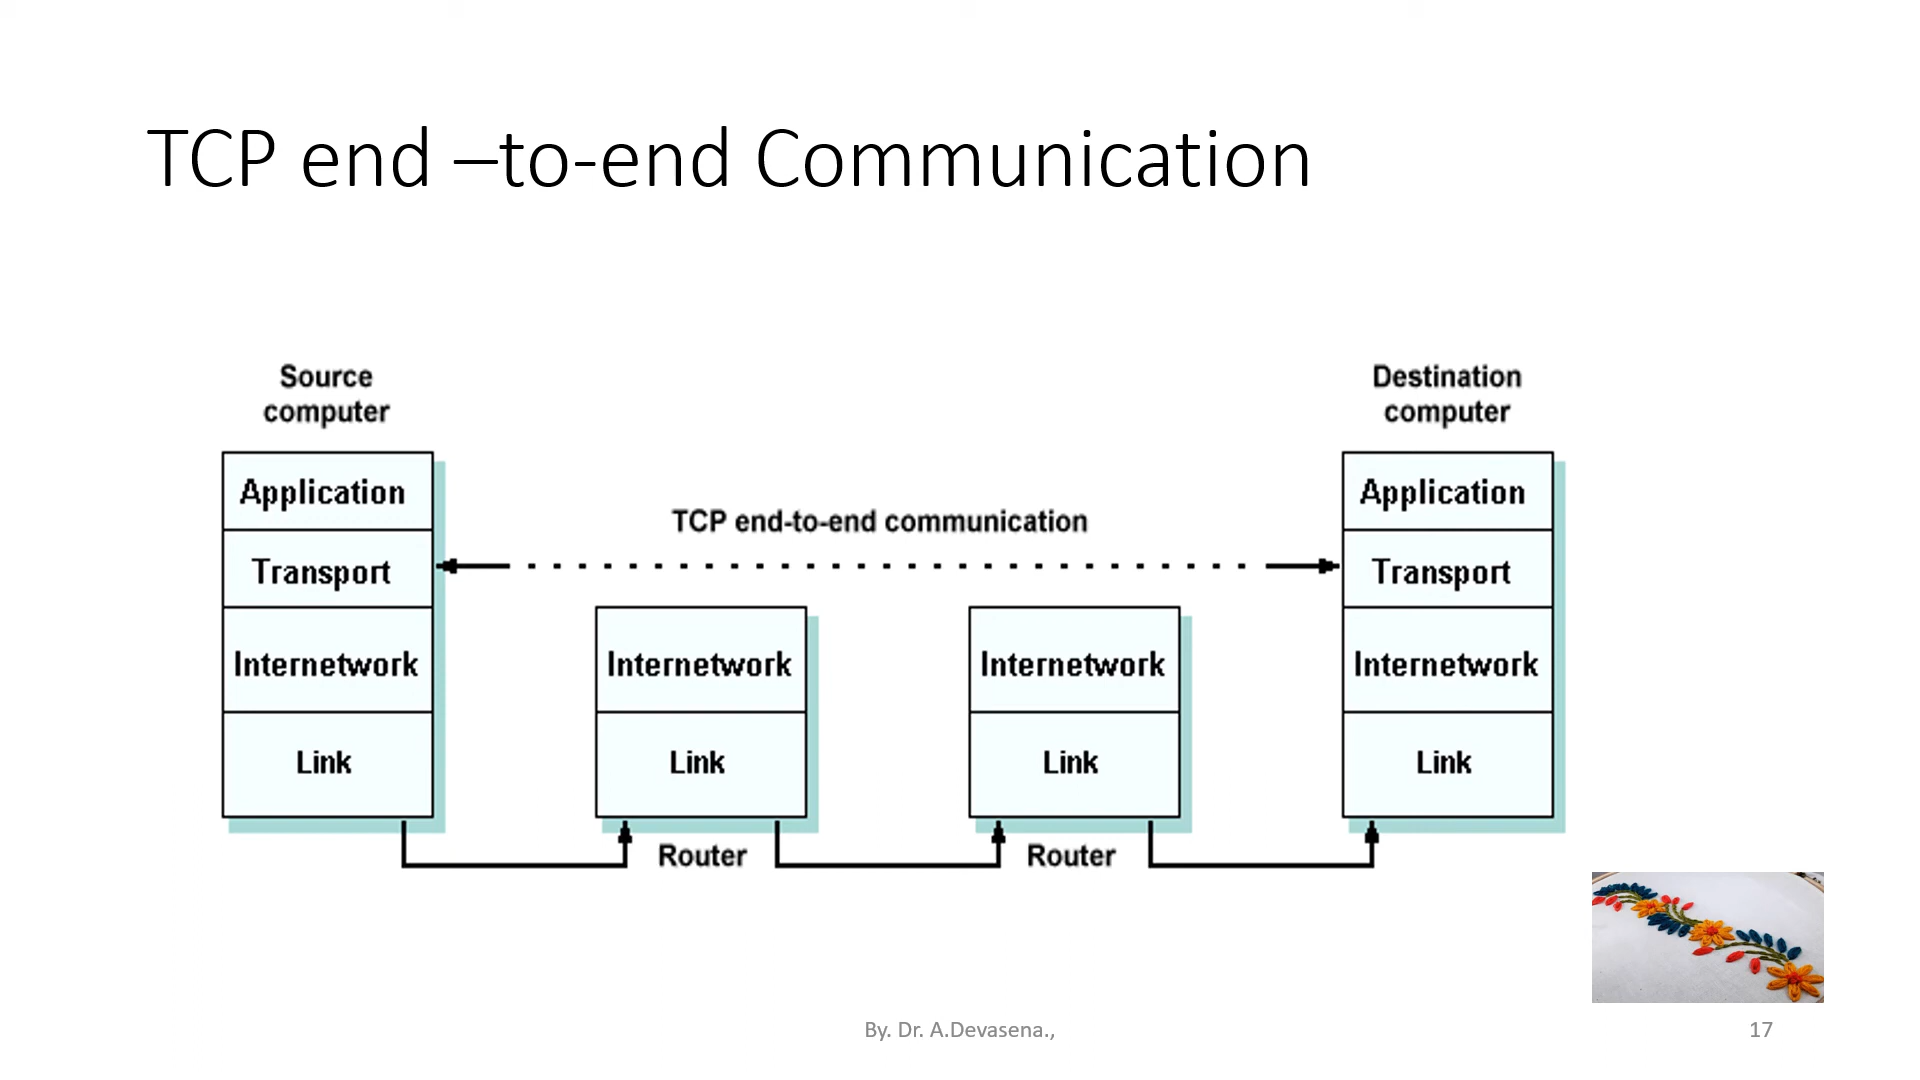 TCP end –to-end Communication
Source
computer
Destination
computer
Application
Application
TCP end-to-end communication
Transport
Transport
Internetwork
Internetwork
Internetwork
Internetwork
Link
Link
Link
Link
Router
Router
By. Dr. A.Devasena.,
17